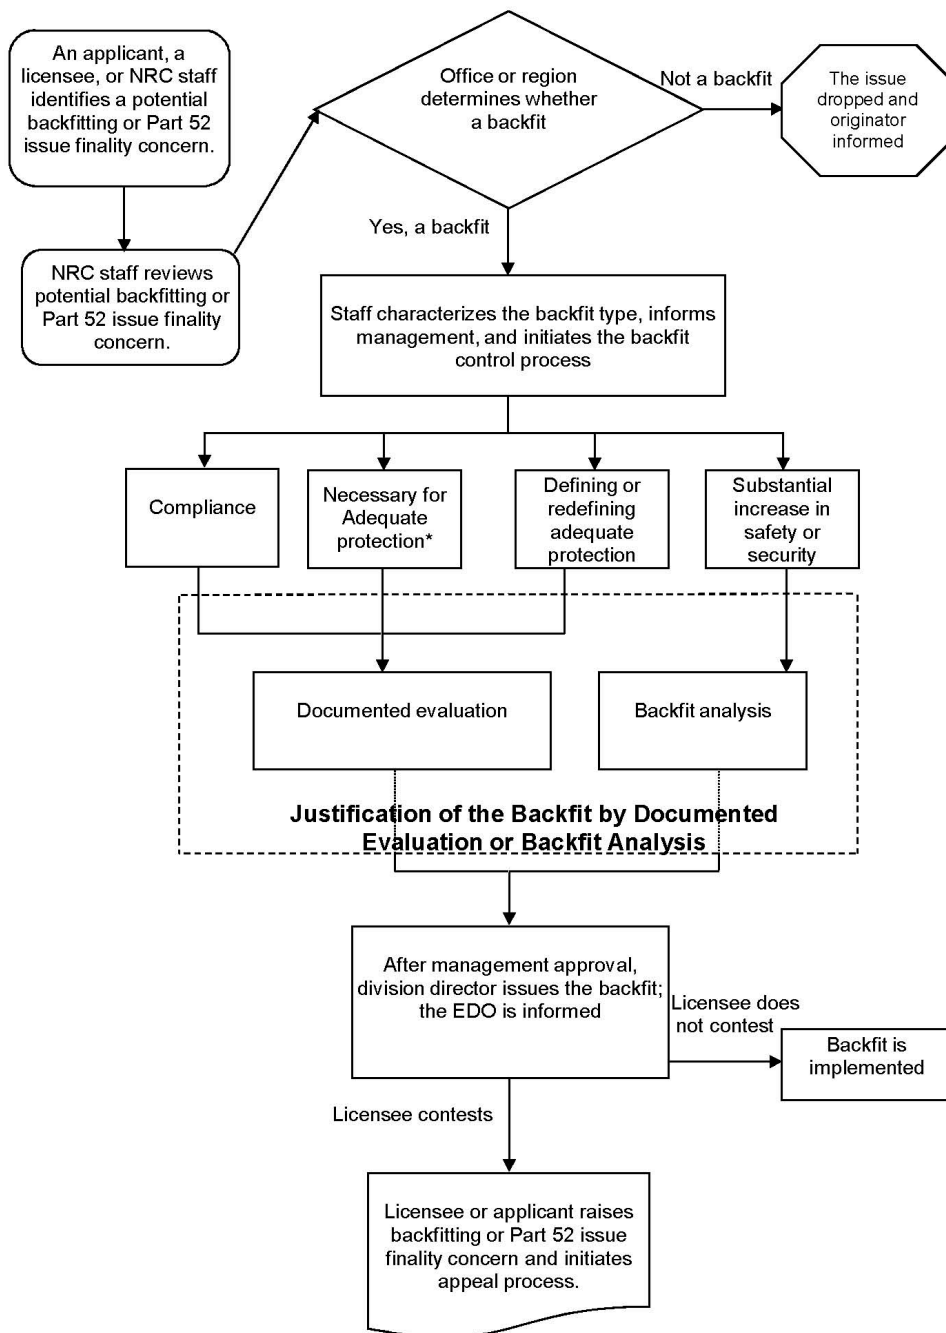 An applicant, a
licensee, or NRC staff
identifies a potential
backfitting or Part 52
issue finality concern.
NRC staff reviews
potential backfitting or
Part 52 issue finality
concern.
Office or region
determines whether
a backfit
Not a backfit
The issue
dropped and
originator
informed
Yes, a backfit
Staff characterizes the backfit type, informs
management, and initiates the backfit
control process
Compliance
Necessary for
Adequate
protection*
Defining or
redefining
adequate
protection
Substantial
increase in
safety or
security
Documented evaluation
Backfit analysis
Justification of the Backfit by Documented
Evaluation or Backfit Analysis
After management approval,
division director issues the backfit;
the EDO is informed
Licensee does
not contest
Backfit is
implemented
Licensee contests
Licensee or applicant raises
backfitting or Part 52 issue
finality concern and initiates
appeal process.